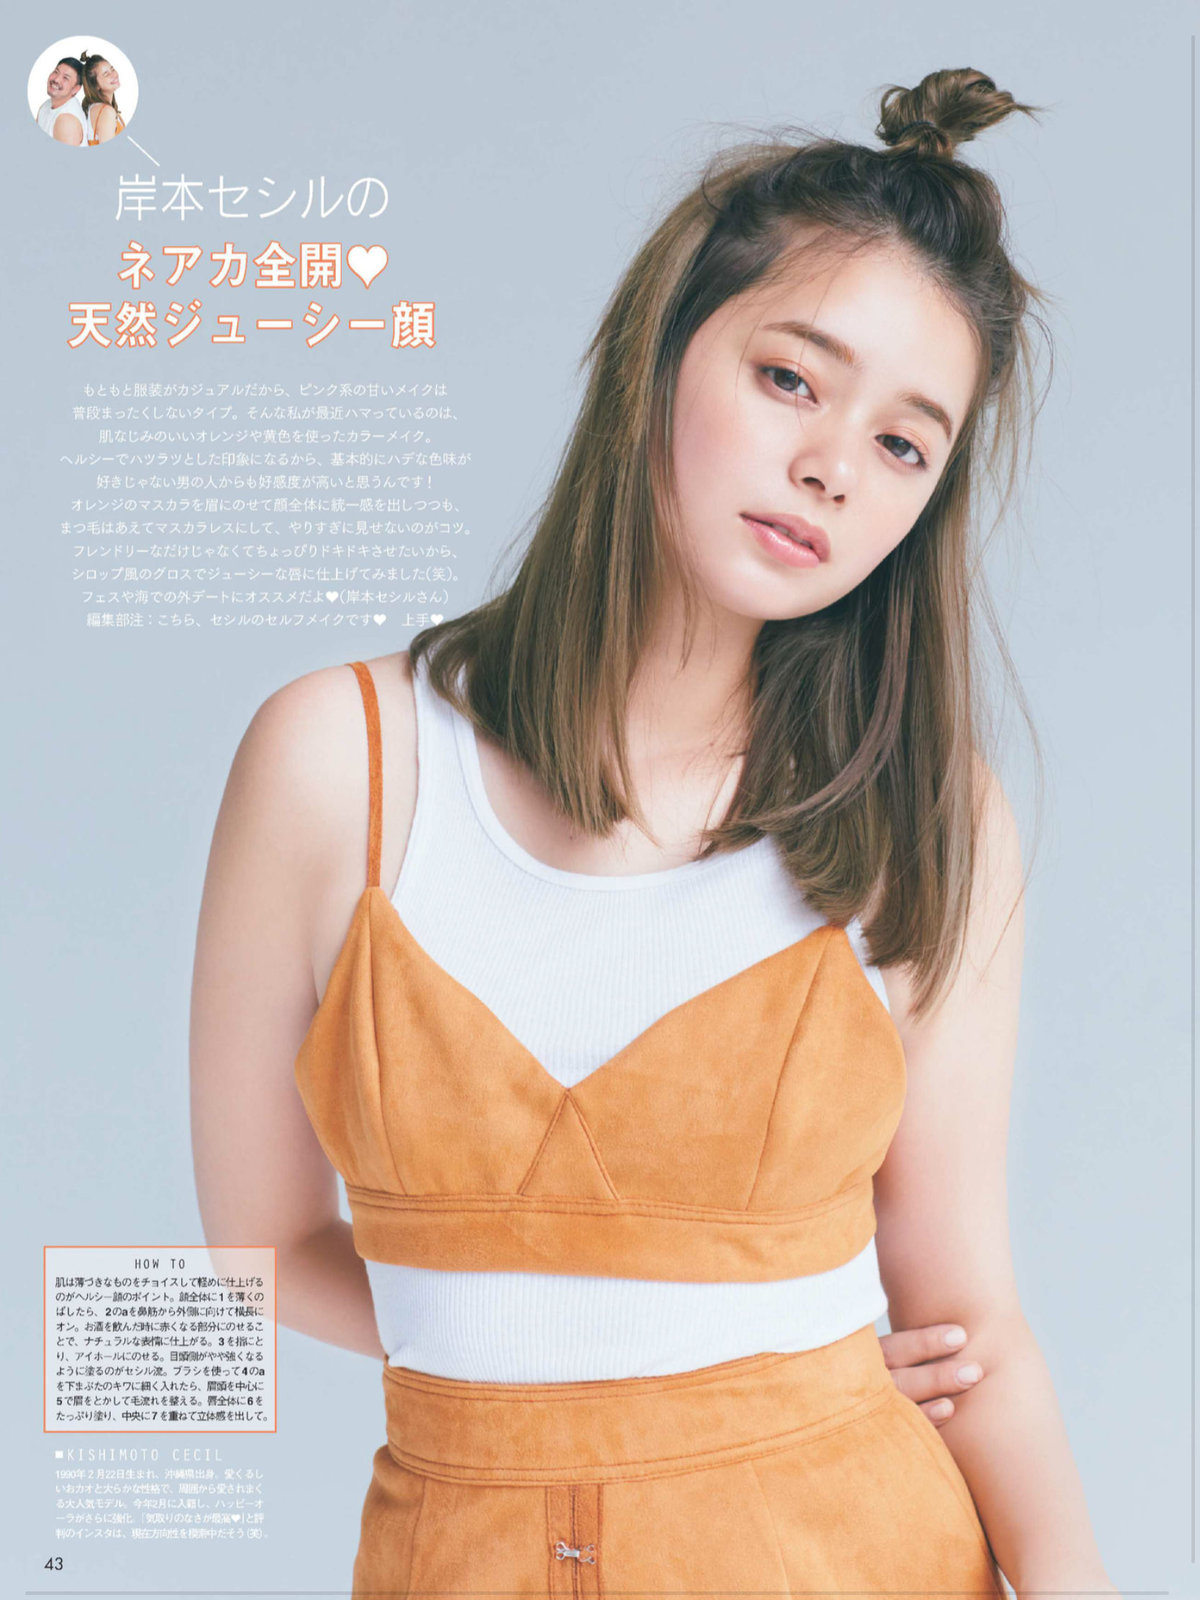 岸本セシルの
ネアカ全開♥
天然ジューシー顔
もともと服装がカジュアルだから、ピンク系の甘いメイクは
普段まったくしないタイプ。そんな私が最近ハマっているのは、
肌なじみのいいオレンジや黄色を使ったカラーメイク。
ヘルシーでハツラツとした印象になるから、基本的にハデな色味が
好きじゃない男の人からも好感度が高いと思うんです！
オレンジのマスカラを眉にのせて顔全体に統一感を出しつつも、
まつ毛はあえてマスカラレスにして、やりすぎに見せないのがコツ。
フレンドリーなだけじゃなくてちょっぴりドキドキさせたいから、
シロップ風のグロスでジューシーな唇に仕上げてみました(笑)。
フェスや海での外デートにオススメだよ♥(岸本セシルさん)
編集部注：こちら、セシルのセルフメイクです♥　上手♥
HOW TO
肌は薄づきなものをチョイスして軽めに仕上げる
のがヘルシー顔のポイント。顔全体に1を薄くの
ばしたら、2のaを鼻筋から外側に向けて横長に
オン。お酒を飲んだ時に赤くなる部分にのせるこ
とで、ナチュラルな表情に仕上がる。3を指にと
り、アイホールにのせる。目頭側がやや強くなる
ように塗るのがセシル流。ブラシを使って4のa
を下まぶたのキワに細く入れたら、眉頭を中心に
5で眉をとかして毛流れを整える。唇全体に6を
たっぷり塗り、中央に7を重ねて立体感を出して。
■KISHIMOTO CECIL
1990年2月22日生まれ、沖縄県出身。愛くるし
いおカオと大らかな性格で、周囲から愛されまく
る大人気モデル。今年2月に入籍し、ハッピーオ
ーラがさらに強化。「気取りのなさが最高♥」と評
判のインスタは、現在方向性を模索中だそう(笑)。
43